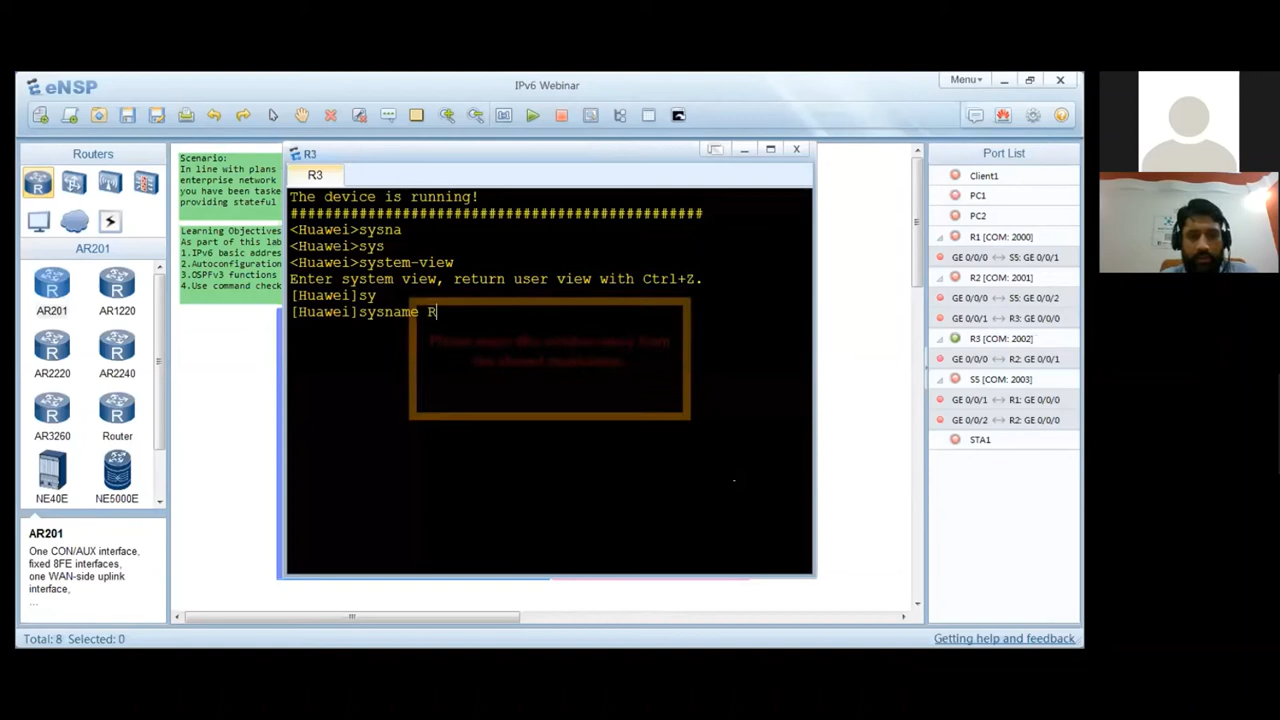 eNSP
IPv6 Webinar
Menu
Routers
AR201
AR201
AR1220
AR2220
AR2240
AR3260
Router
NE40E
NE5000E
AR201
One CON/AUX interface,
fixed 8FE interfaces,
one WAN-side uplink
interface,
...
Scenario:
In line with plans
enterprise network
you have been taske
providing stateful
Learning Objectives
As part of this lab
1.IPv6 basic addres
2.Autoconfiguration
3.OSPFv3 functions
4.Use command check
R3
R3
The device is running!
################################################
<Huawei>sysna
<Huawei>sys
<Huawei>system-view
Enter system view, return user view with Ctrl+Z.
[Huawei]sy
[Huawei]sysname R
Port List
Client1
PC1
PC2
R1 [COM: 2000]
GE 0/0/0 <-> S5: GE 0/0/1
R2 [COM: 2001]
GE 0/0/0 <-> S5: GE 0/0/2
GE 0/0/1 <-> R3: GE 0/0/0
R3 [COM: 2002]
GE 0/0/0 <-> R2: GE 0/0/1
S5 [COM: 2003]
GE 0/0/1 <-> R1: GE 0/0/0
GE 0/0/2 <-> R2: GE 0/0/0
STA1
Total: 8 Selected: 0
Getting help and feedback